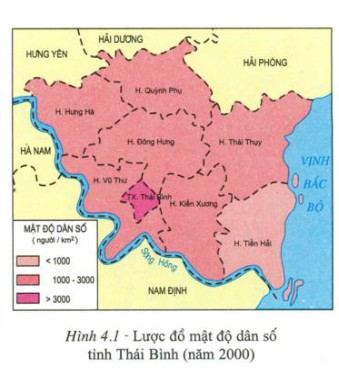 HẢI DƯƠNG
HƯNG YÊN
HẢI PHÒNG
H. Quỳnh Phụ
H. Hưng Hà
H. Đông Hưng
H. Thái Thụy
HÀ NAM
VỊNH
BẮC
BỘ
H. Vũ Thư
TX. Thái Bình
H. Kiến Xương
MẬT ĐỘ DÂN SỐ
( người / km²)
< 1000
1000 - 3000
> 3000
H. Tiền Hải
Sông Hồng
NAM ĐỊNH
Hình 4.1 - Lược đồ mật độ dân số
tỉnh Thái Bình (năm 2000)